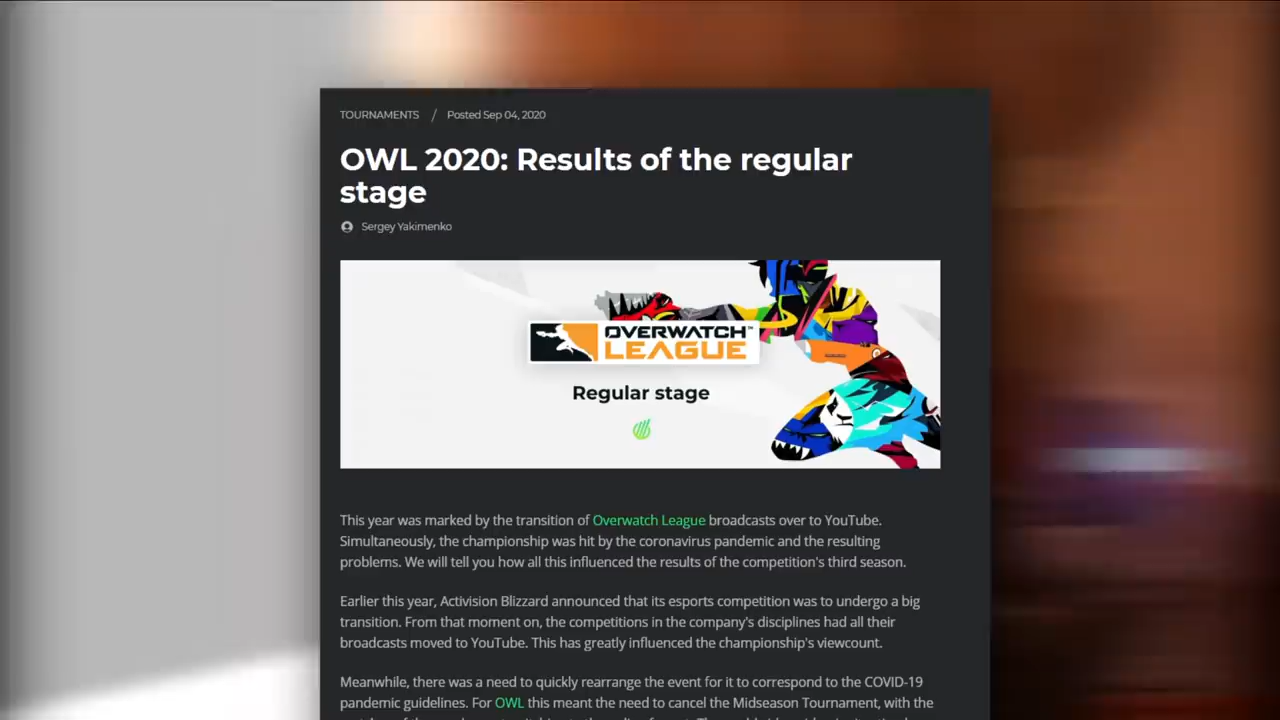 TOURNAMENTS / Posted Sep 04, 2020
OWL 2020: Results of the regular
stage
Sergey Yakimenko
OVERWATCH™
LEAGUE
Regular stage
This year was marked by the transition of Overwatch League broadcasts over to YouTube.
Simultaneously, the championship was hit by the coronavirus pandemic and the resulting
problems. We will tell you how all this influenced the results of the competition's third season.
Earlier this year, Activision Blizzard announced that its esports competition was to undergo a big
transition. From that moment on, the competitions in the company's disciplines had all their
broadcasts moved to YouTube. This has greatly influenced the championship's viewcount.
Meanwhile, there was a need to quickly rearrange the event for it to correspond to the COVID-19
pandemic guidelines. For OWL this meant the need to cancel the Midseason Tournament, with the